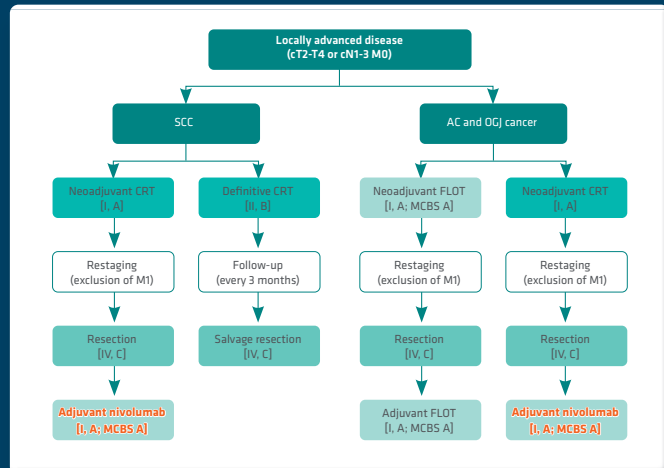 Locally advanced disease
(cT2-T4 or cN1-3 M0)
SCC
AC and OGJ cancer
Neoadjuvant CRT
[I, A]
Definitive CRT
[II, B]
Neoadjuvant FLOT
[I, A; MCBS A]
Neoadjuvant CRT
[I, A]
Restaging
(exclusion of M1)
Follow-up
(every 3 months)
Restaging
(exclusion of M1)
Restaging
(exclusion of M1)
Resection
[IV, C]
Salvage resection
[IV, C]
Resection
[IV, C]
Resection
[IV, C]
Adjuvant nivolumab
[I, A; MCBS A]
Adjuvant FLOT
[I, A; MCBS A]
Adjuvant nivolumab
[I, A; MCBS A]